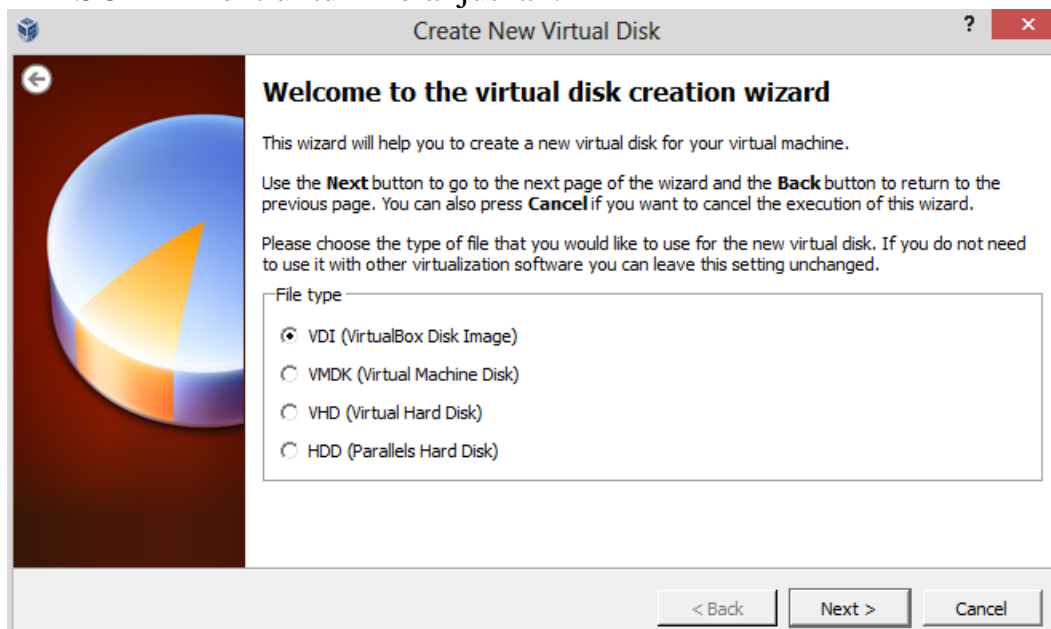 Create New Virtual Disk
?
×
Welcome to the virtual disk creation wizard
This wizard will help you to create a new virtual disk for your virtual machine.
Use the Next button to go to the next page of the wizard and the Back button to return to the
previous page. You can also press Cancel if you want to cancel the execution of this wizard.
Please choose the type of file that you would like to use for the new virtual disk. If you do not need
to use it with other virtualization software you can leave this setting unchanged.
File type
VDI (VirtualBox Disk Image)
VMDK (Virtual Machine Disk)
VHD (Virtual Hard Disk)
HDD (Parallels Hard Disk)
< Back
Next >
Cancel